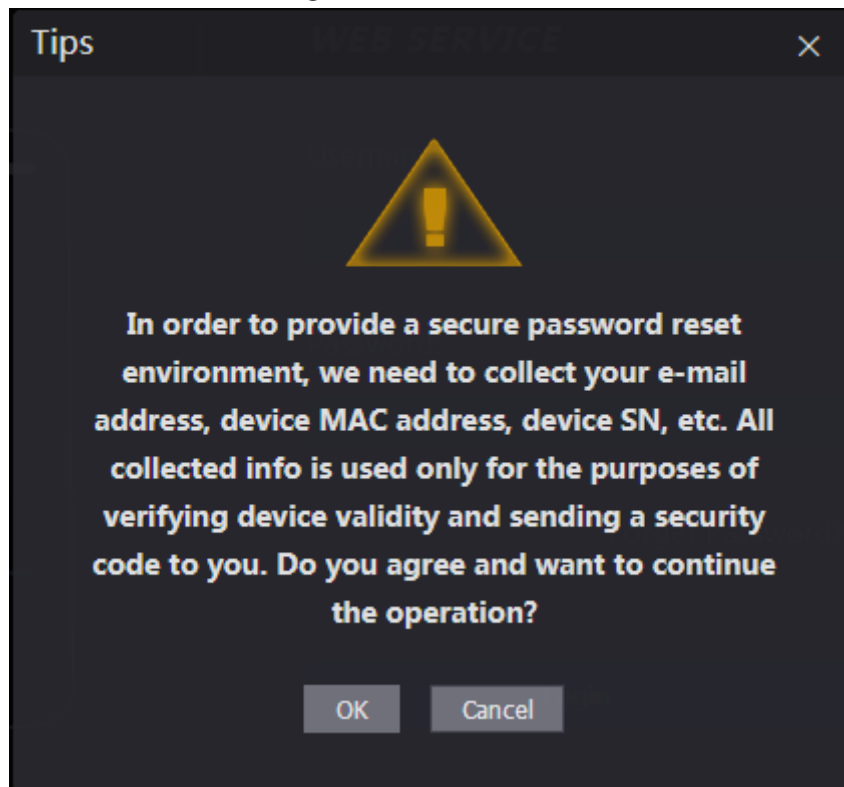 Tips
WEB SERVICE
In order to provide a secure password reset
environment, we need to collect your e-mail
address, device MAC address, device SN, etc. All
collected info is used only for the purposes of
verifying device validity and sending a security
code to you. Do you agree and want to continue
the operation?
OK
Cancel